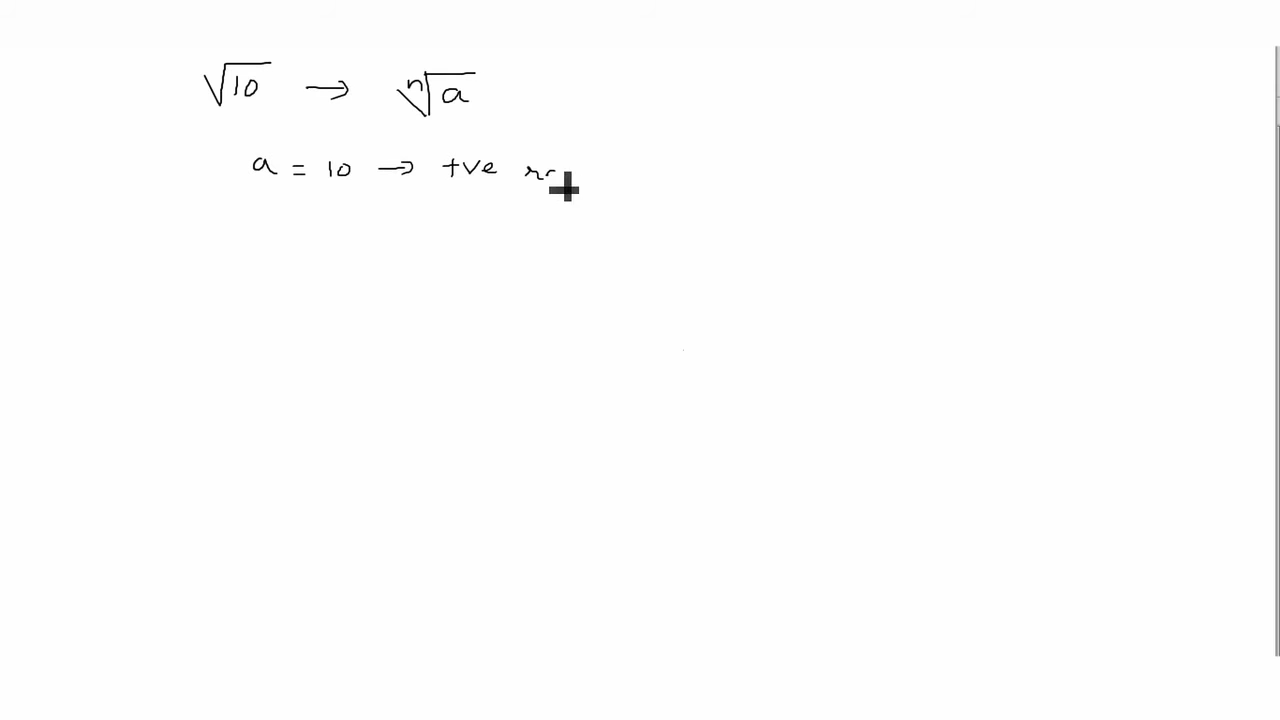 √10 → ⁿ√a
a = 10 → +ve